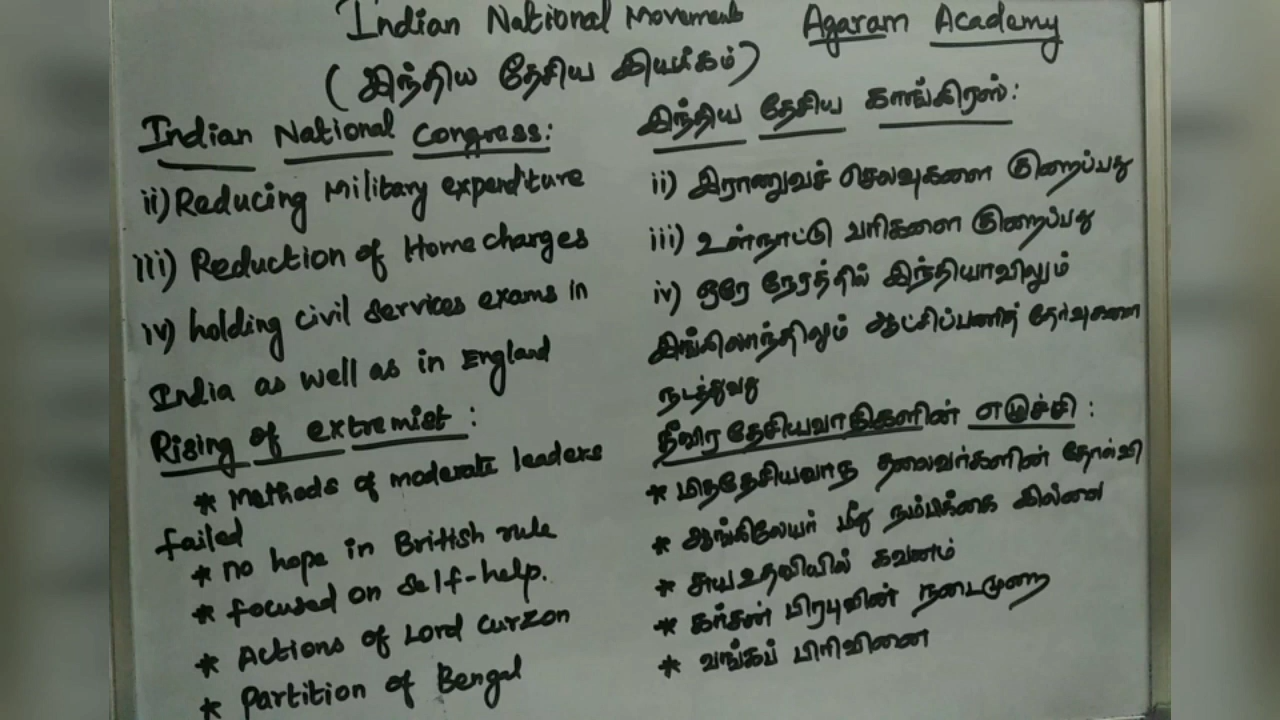 Indian National Movement Agaram Academy
(இந்திய தேசிய இயக்கம்)
Indian National Congress:
ii) Reducing Military expenditure
iii) Reduction of Home charges
iv) holding civil services exams in
India as well as in England
Rising of extremist:
* Methods of moderate leaders
failed
* no hope in British rule
* focused on self-help.
* Actions of Lord Curzon
* Partition of Bengal
இந்திய தேசிய காங்கிரஸ்:
ii) இராணுவச் செலவுகளை குறைப்பது
iii) உள்நாட்டு வரிகளை குறைப்பது
iv) ஒரே நேரத்தில் இந்தியாவிலும்
இங்கிலாந்திலும் ஆட்சிப்பணித் தேர்வுகளை
நடத்துவது
தீவிர தேசியவாதிகளின் எழுச்சி:
* மிததேசியவாத தலைவர்களின் தோல்வி
* ஆங்கிலேயர் மீது நம்பிக்கை இல்லை
* சுய உதவியில் கவனம்
* கர்சன் பிரபுவின் நடைமுறை
* வங்கப் பிரிவினை